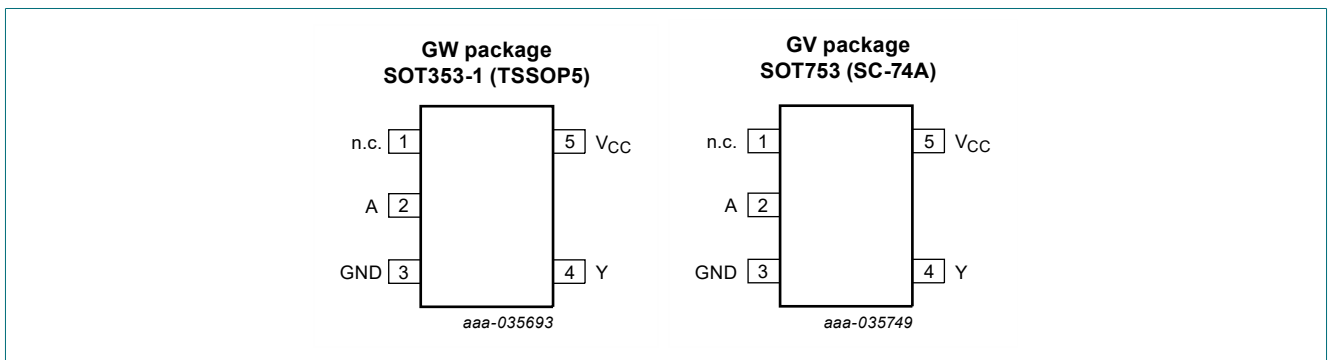 GW package
SOT353-1 (TSSOP5)
n.c. 1
5 VCC
A 2
GND 3
4 Y
aaa-035693
GV package
SOT753 (SC-74A)
n.c. 1
5 VCC
A 2
GND 3
4 Y
aaa-035749